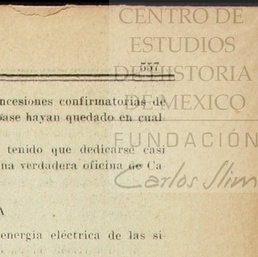 CENTRO DE
ESTUDIOS
557
DE HISTORIA
DE MEXICO
FUNDACIÓN
Carlos Slim
ncesiones confirmatorias de
base hayan quedado en cual
tenido que dedicarse casi
na verdadera oficina de Ca-
A
energía eléctrica de las si